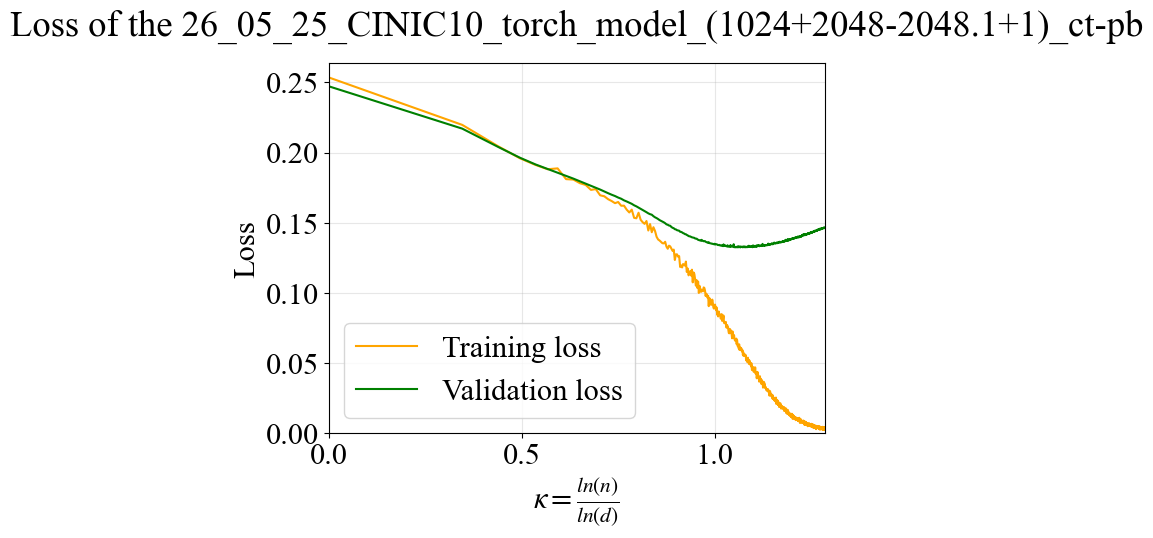 Loss of the 26_05_25_CINIC10_torch_model_(1024+2048-2048.1+1)_ct-pb
0.25
0.20
0.15
0.10
0.05
0.00
Loss
Training loss
Validation loss
0.0 0.5 1.0
κ = ln(n)/ln(d)